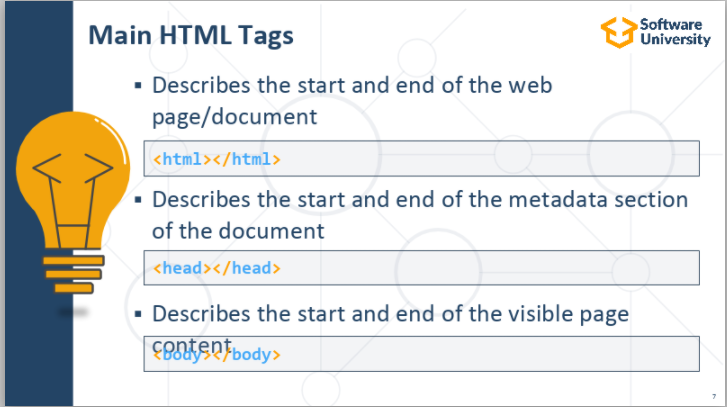 Main HTML Tags
Software
University
▪ Describes the start and end of the web
page/document
<html></html>
▪ Describes the start and end of the metadata section
of the document
<head></head>
▪ Describes the start and end of the visible page
content
<body></body>
7